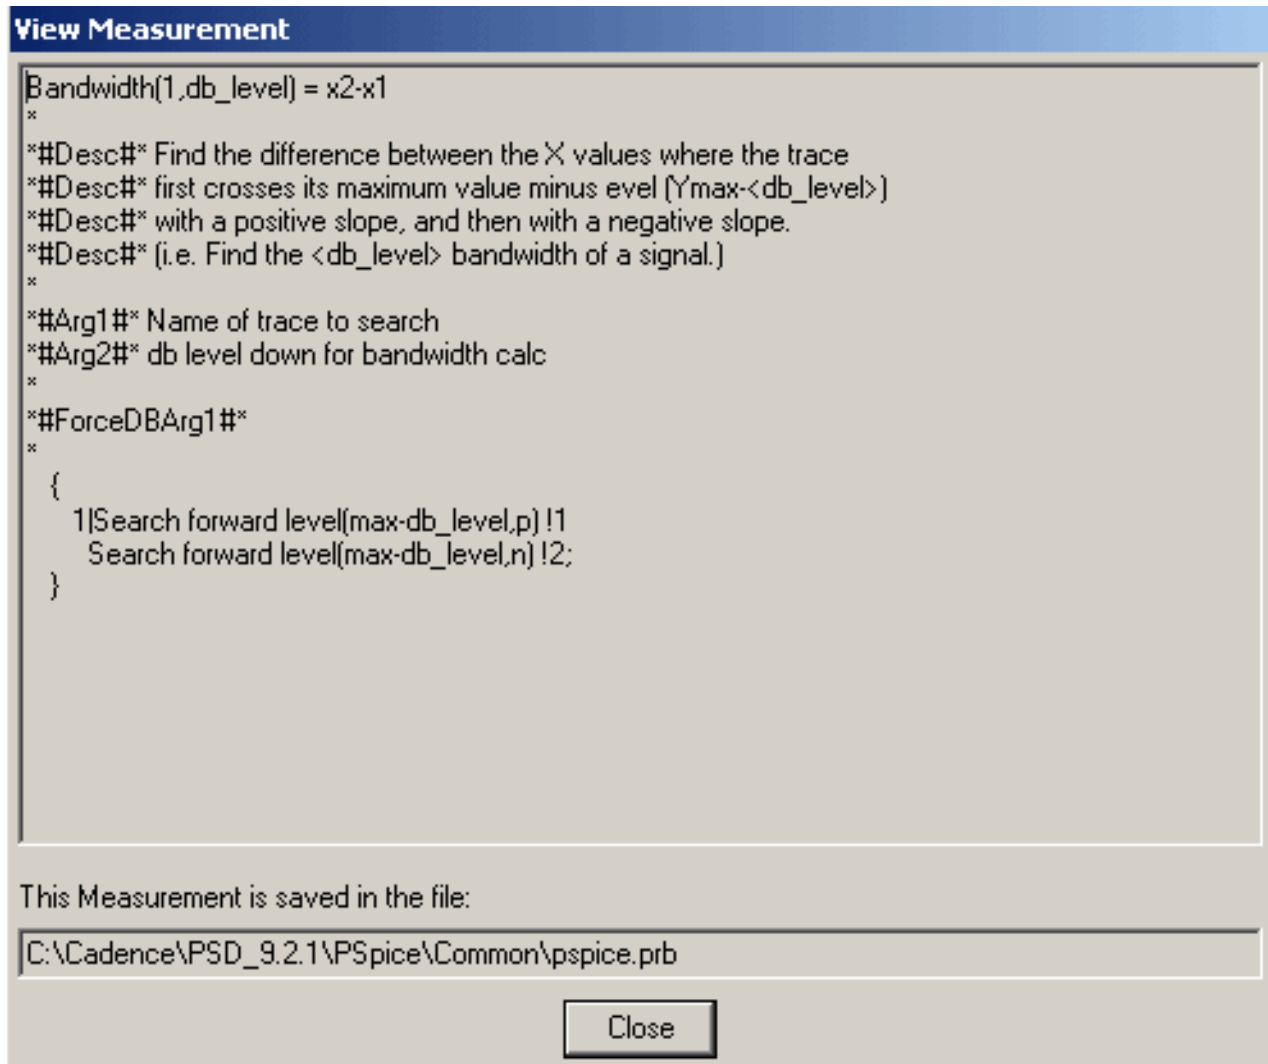 View Measurement
Bandwidth(1,db_level) = x2-x1
*
*#Desc#* Find the difference between the X values where the trace
*#Desc#* first crosses its maximum value minus evel (Ymax-<db_level>)
*#Desc#* with a positive slope, and then with a negative slope.
*#Desc#* (i.e. Find the <db_level> bandwidth of a signal.)
*
*#Arg1#* Name of trace to search
*#Arg2#* db level down for bandwidth calc
*
*#ForceDBArg1#*
*
{
1|Search forward level(max-db_level,p) !1
Search forward level(max-db_level,n) !2;
}
This Measurement is saved in the file:
C:\Cadence\PSD_9.2.1\PSpice\Common\pspice.prb
Close